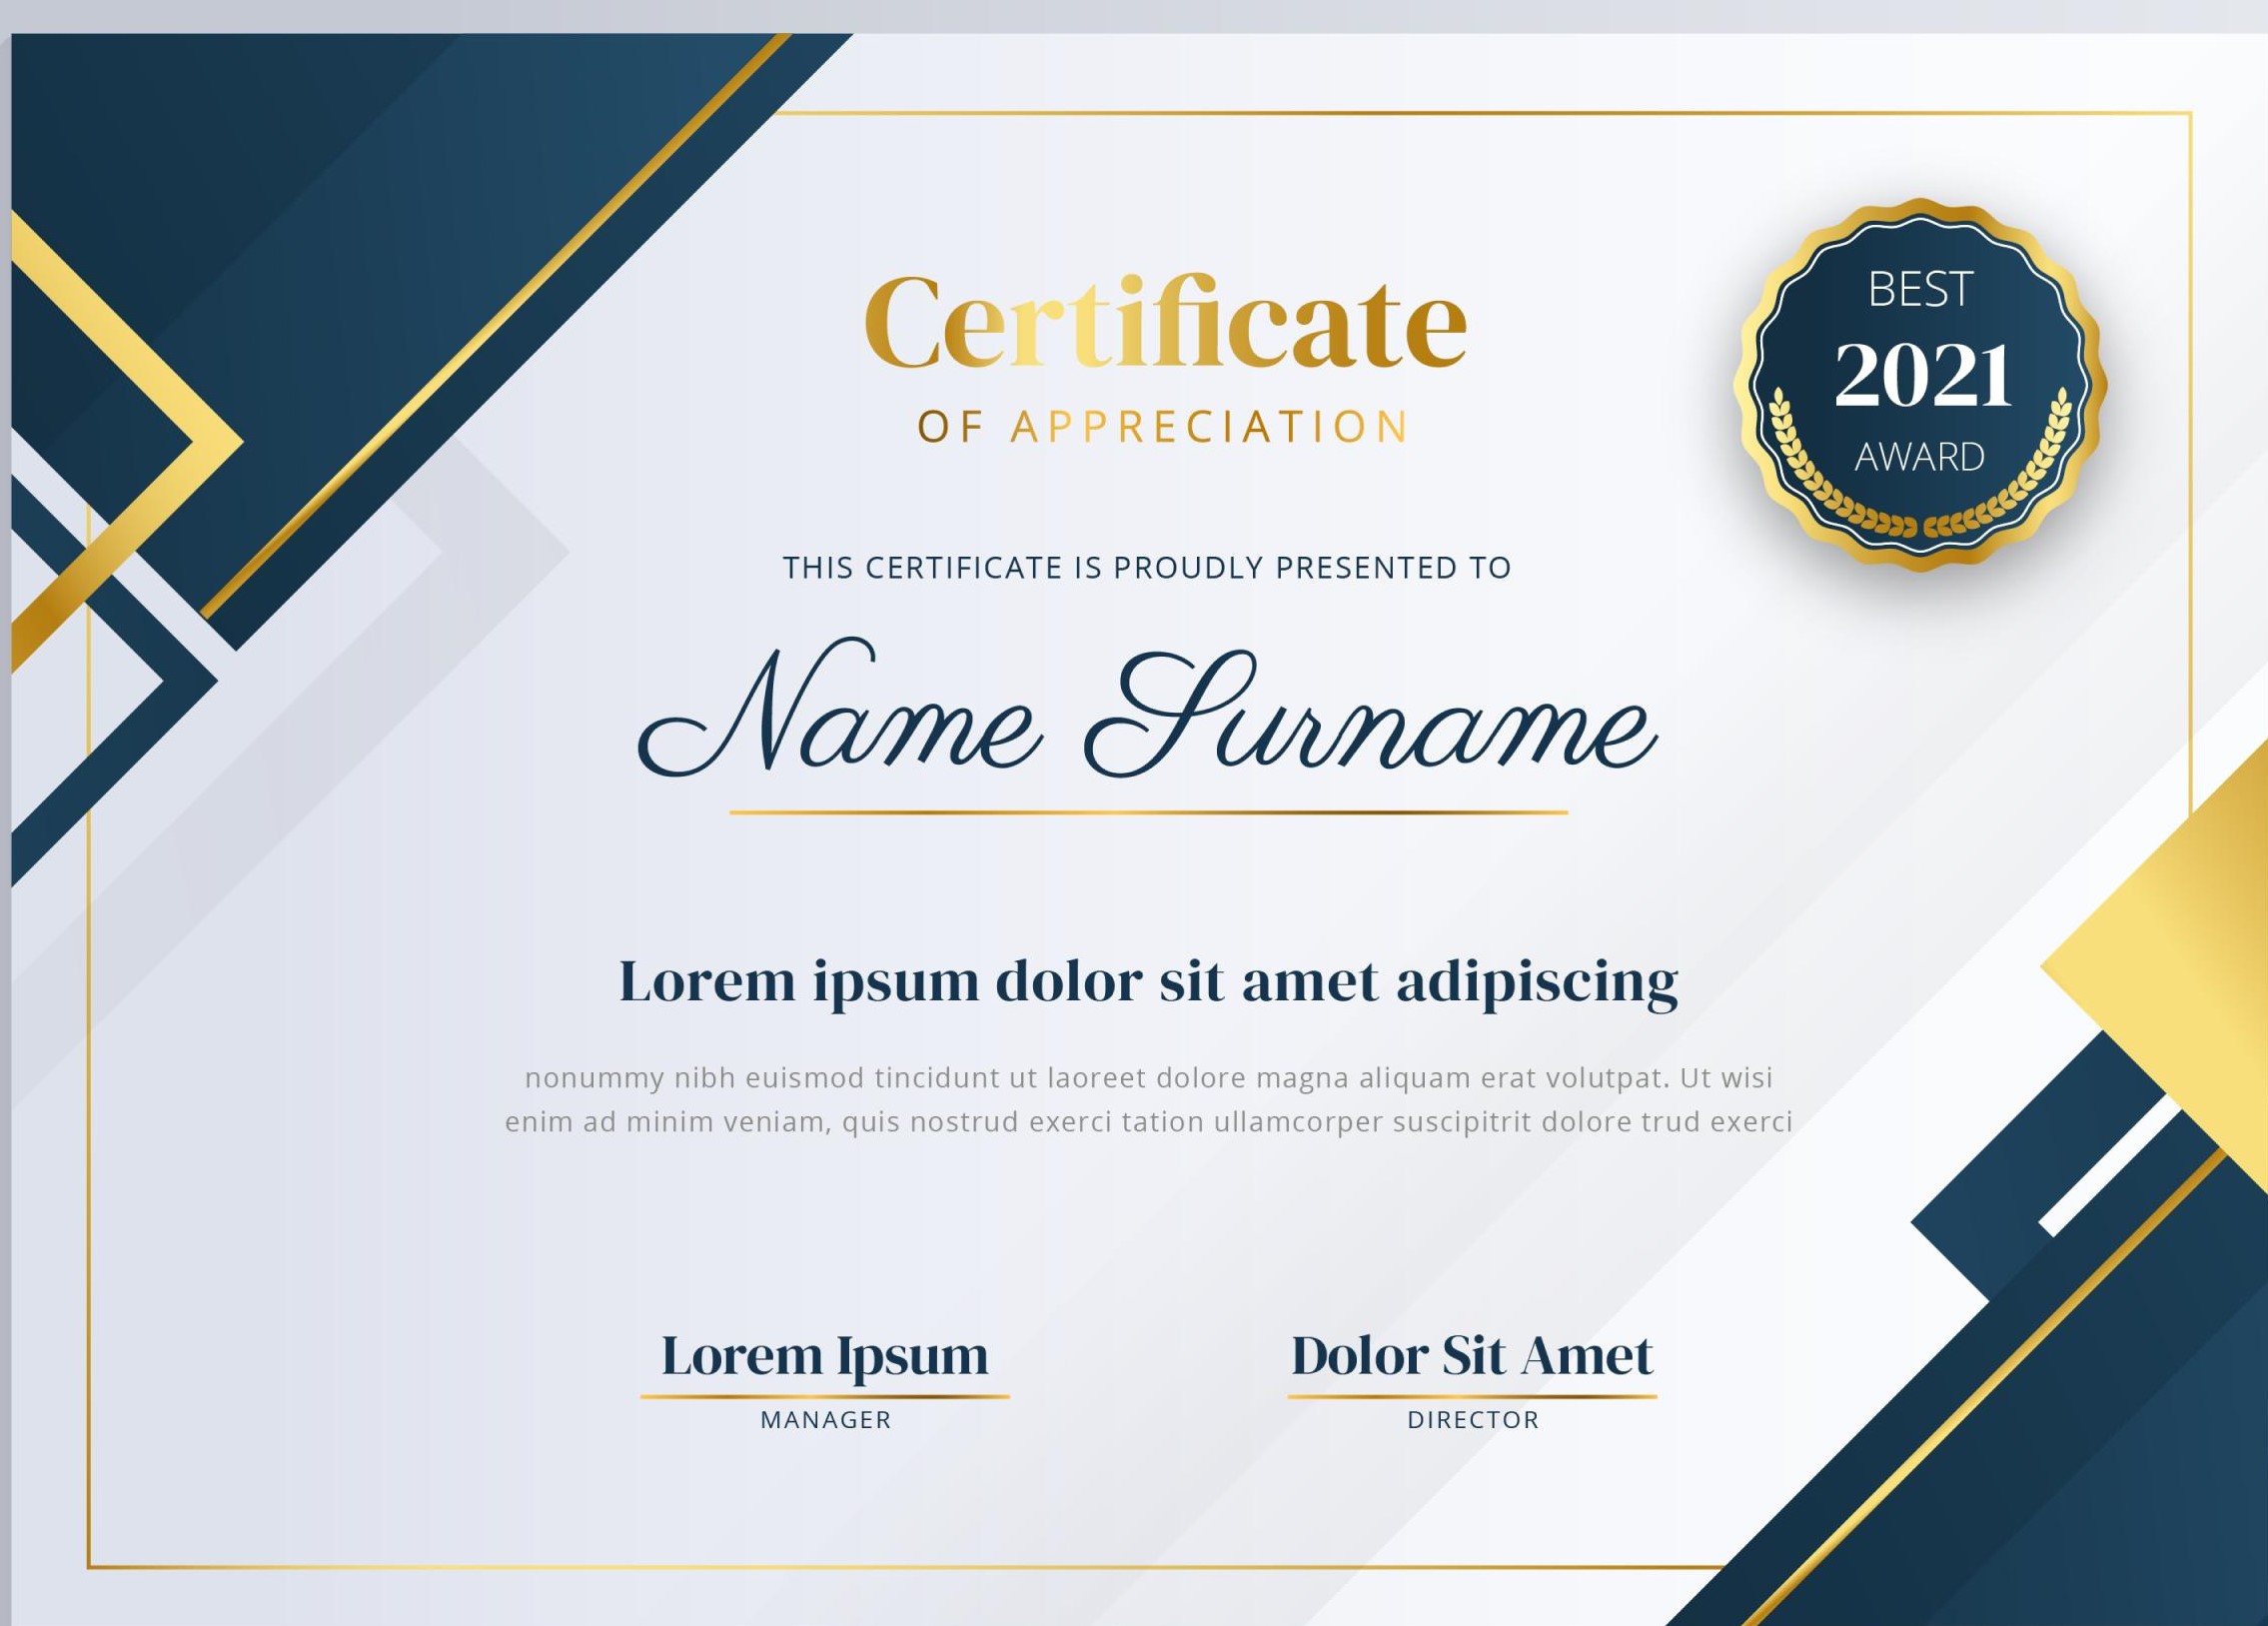 Certificate
OF APPRECIATION
BEST
2021
AWARD
THIS CERTIFICATE IS PROUDLY PRESENTED TO
Name Surname
Lorem ipsum dolor sit amet adipiscing
nonummy nibh euismod tincidunt ut laoreet dolore magna aliquam erat volutpat. Ut wisi
enim ad minim veniam, quis nostrud exerci tation ullamcorper suscipitrit dolore trud exerci
Lorem Ipsum
MANAGER
Dolor Sit Amet
DIRECTOR